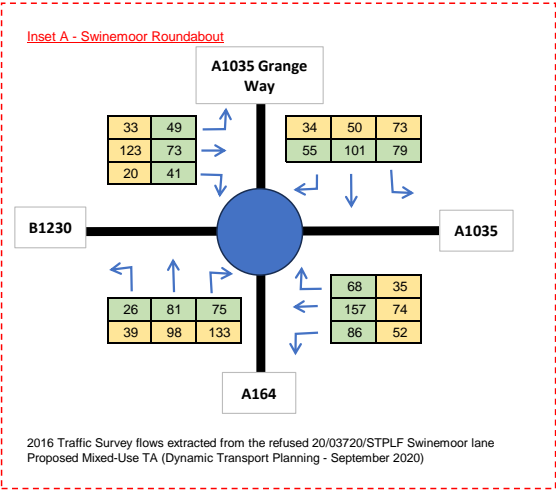 Inset A - Swinemoor Roundabout
A1035 Grange
Way
33 49
123 73
20 41
34 50 73
55 101 79
B1230
A1035
26 81 75
39 98 133
68 35
157 74
86 52
A164
2016 Traffic Survey flows extracted from the refused 20/03720/STPLF Swinemoor lane
Proposed Mixed-Use TA (Dynamic Transport Planning - September 2020)